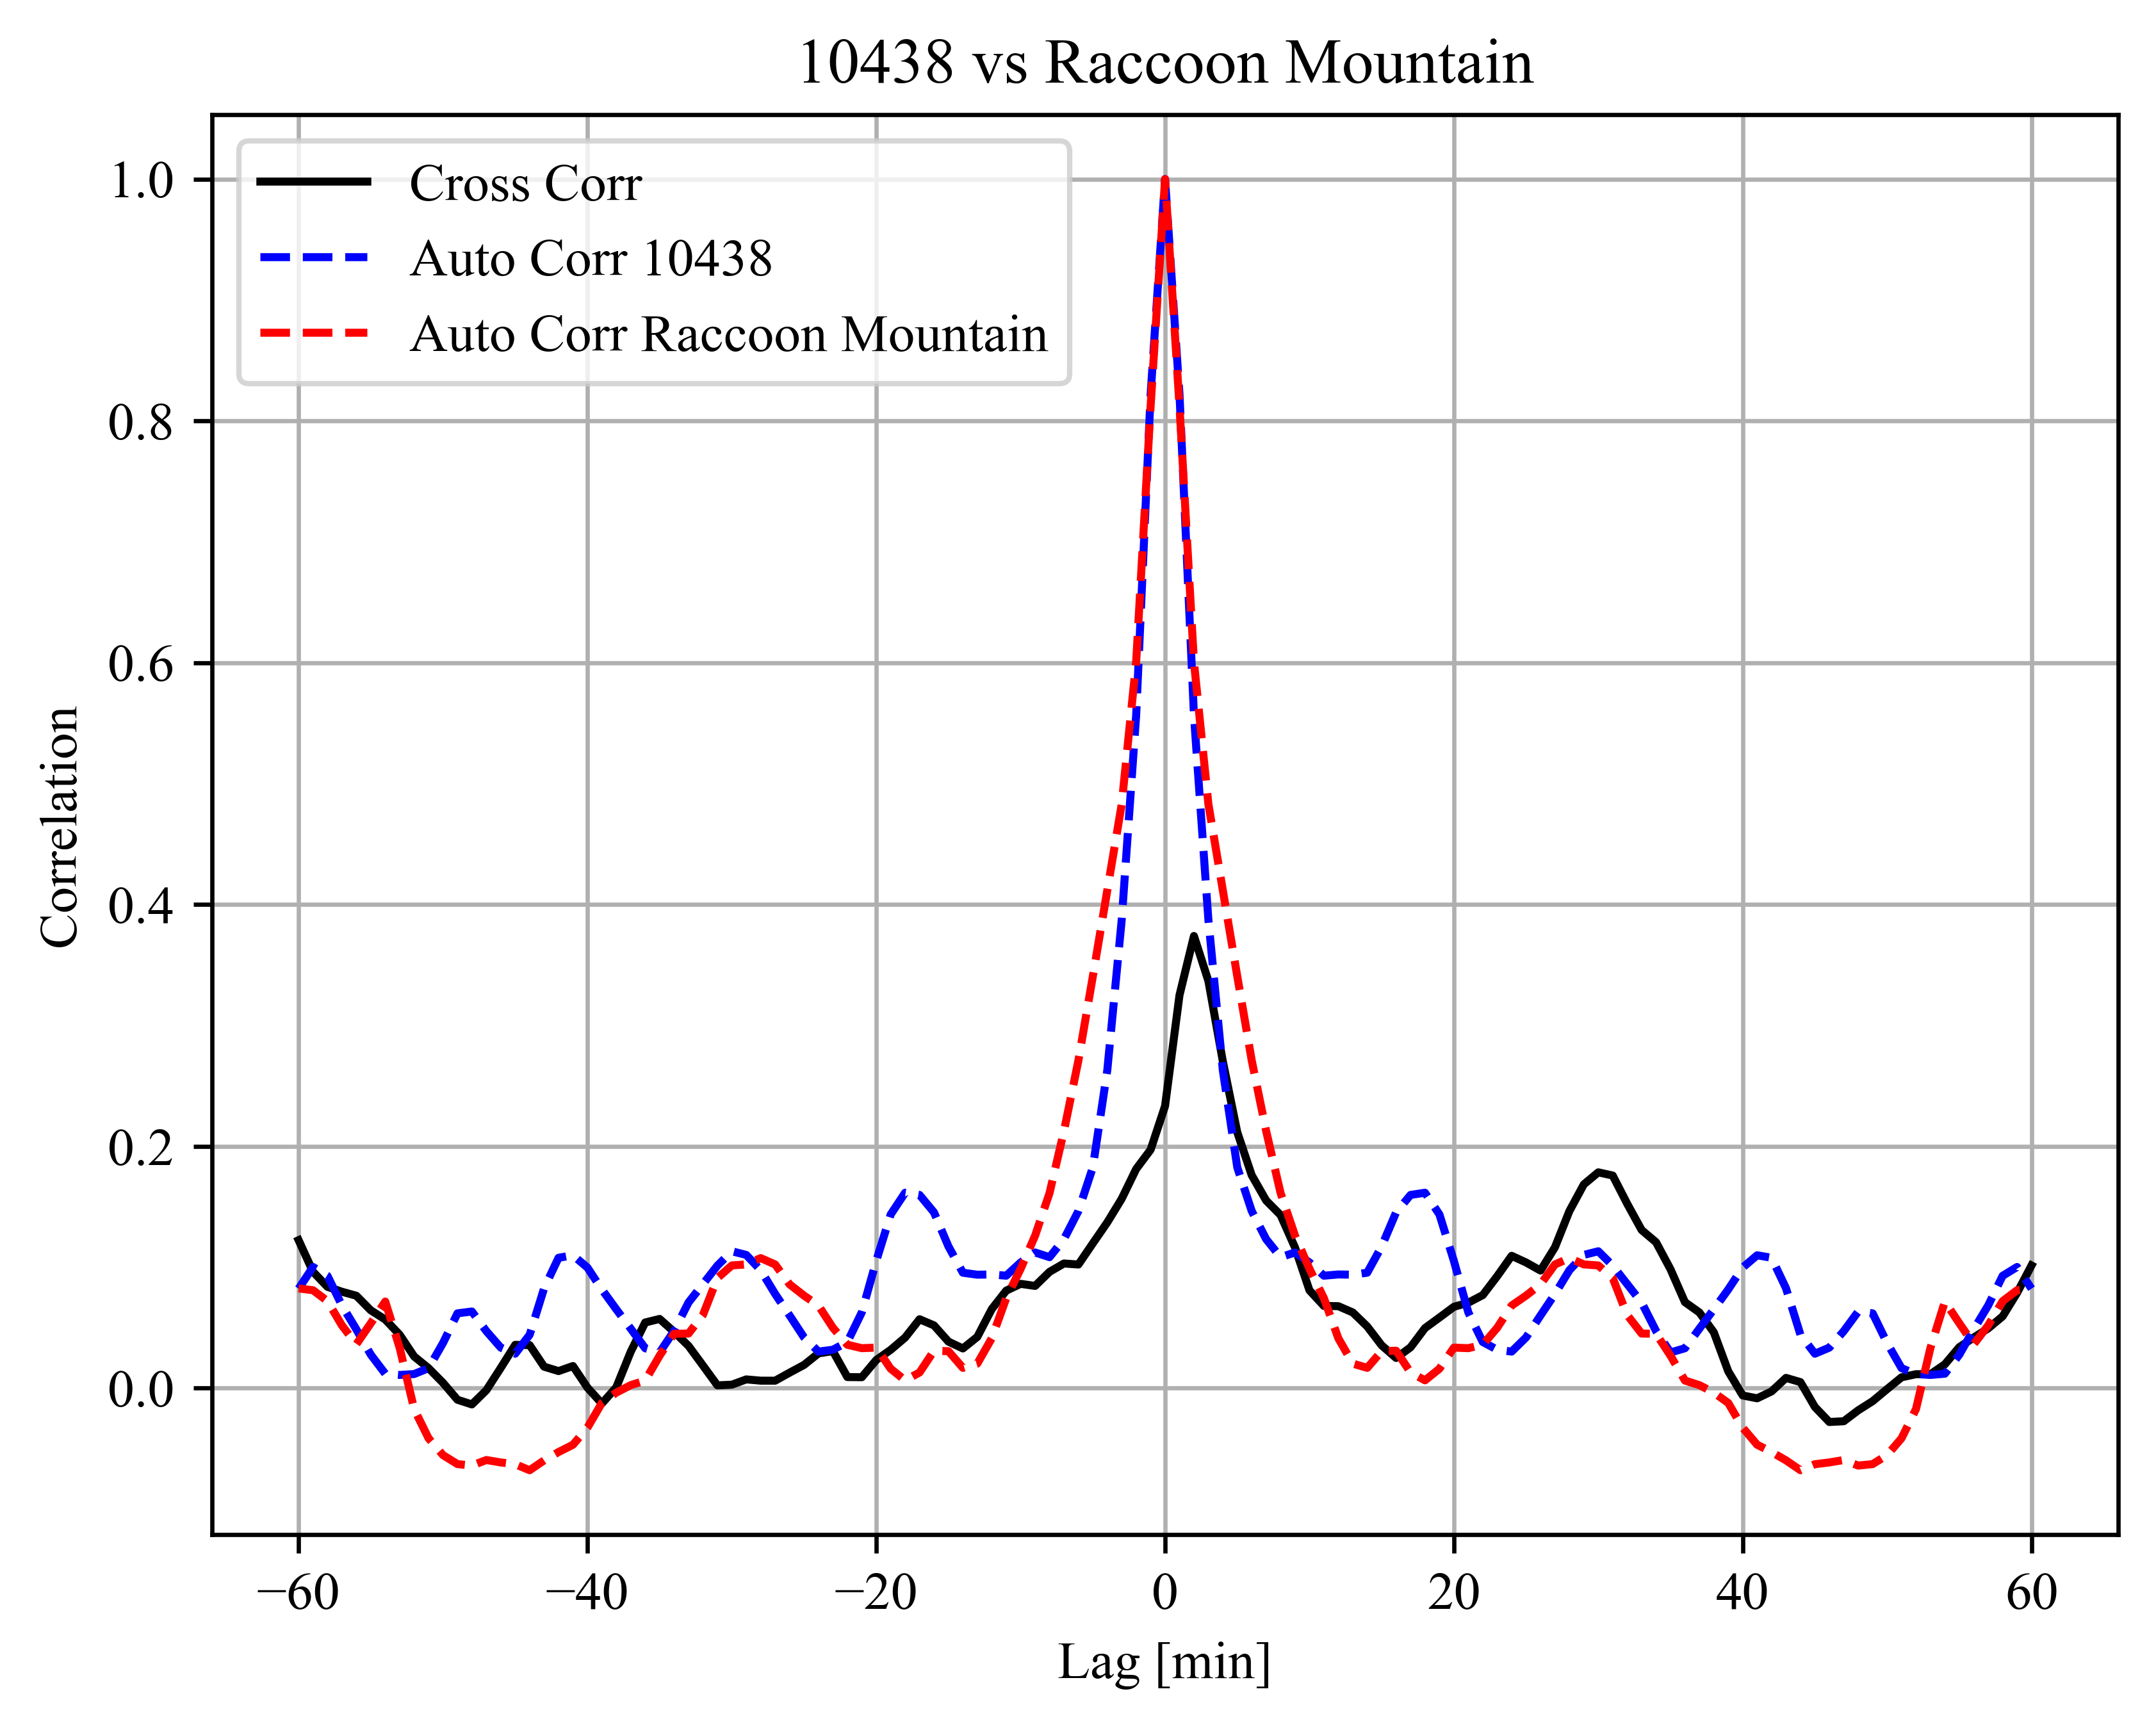 10438 vs Raccoon Mountain
Cross Corr
Auto Corr 10438
Auto Corr Raccoon Mountain
1.0
0.8
0.6
0.4
0.2
0.0
Correlation
−60 −40 −20 0 20 40 60
Lag [min]